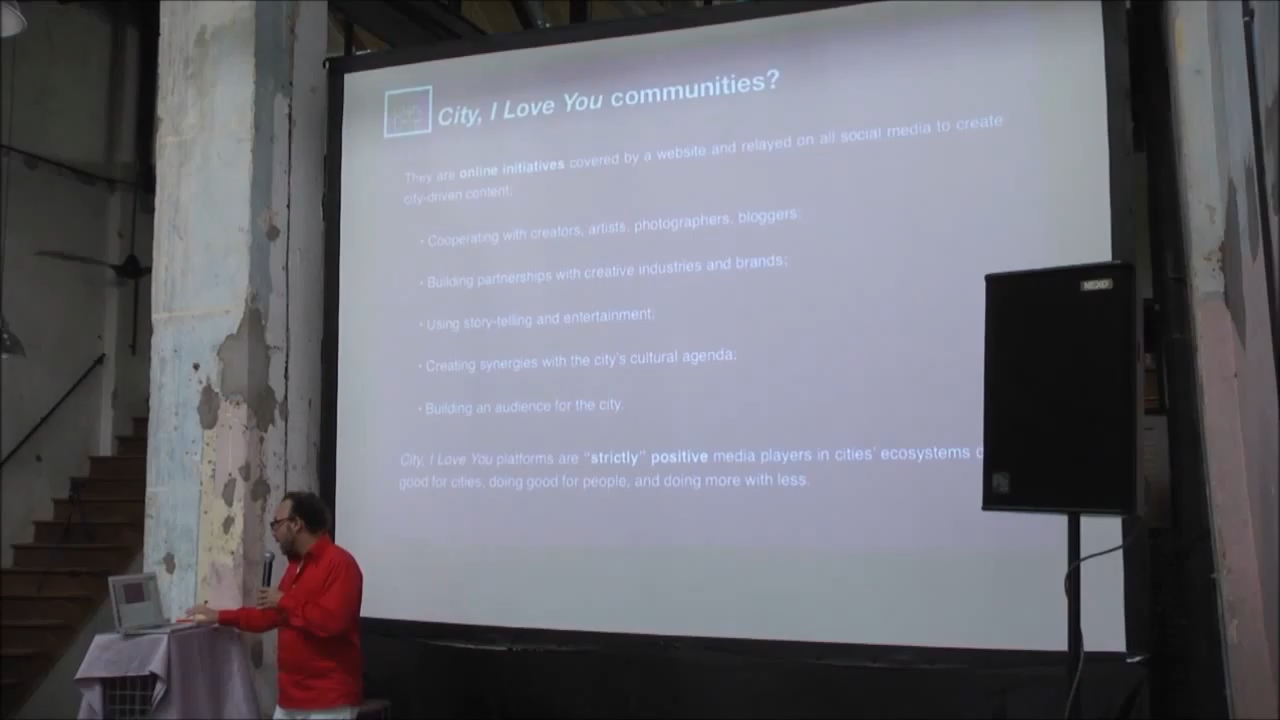 City, I Love You communities?
They are online initiatives covered by a website and relayed on all social media to create
city-driven content:
• Cooperating with creators, artists, photographers, bloggers;
• Building partnerships with creative industries and brands;
• Using story-telling and entertainment;
• Creating synergies with the city's cultural agenda;
• Building an audience for the city.
City, I Love You platforms are “strictly” positive media players in cities' ecosystems
good for cities, doing good for people, and doing more with less.
NEXO